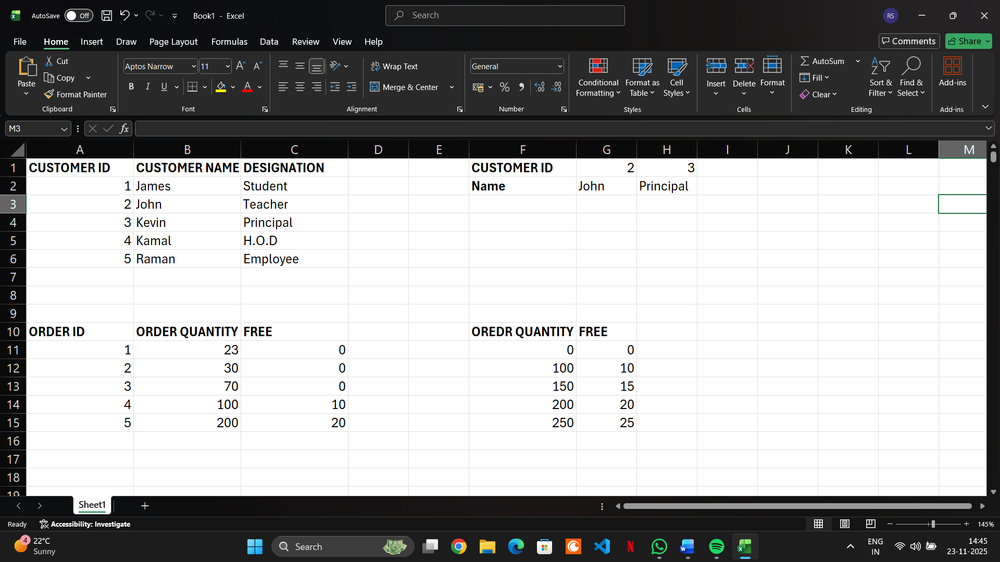 AutoSave Off Book1 - Excel Search RS
File Home Insert Draw Page Layout Formulas Data Review View Help Comments Share
Paste Cut Copy Format Painter Clipboard
Aptos Narrow 11 B I U A Font
ab Wrap Text Merge & Center Alignment
General % Number
Conditional Formatting Format as Table Cell Styles Styles
Insert Delete Format Cells
AutoSum Fill Clear Sort & Filter Find & Select Editing
Add-ins Add-ins
M3 fx
A B C D E F G H I J K L M
1 CUSTOMER ID CUSTOMER NAME DESIGNATION CUSTOMER ID 2 3
2 1 James Student Name John Principal
3 2 John Teacher
4 3 Kevin Principal
5 4 Kamal H.O.D
6 5 Raman Employee
7
8
9
10 ORDER ID ORDER QUANTITY FREE OREDR QUANTITY FREE
11 1 23 0 0 0
12 2 30 0 100 10
13 3 70 0 150 15
14 4 100 10 200 20
15 5 200 20 250 25
16
17
18
19
Sheet1
Ready Accessibility: Investigate 145%
4 22°C Search ENG 14:45
Sunny IN 23-11-2025